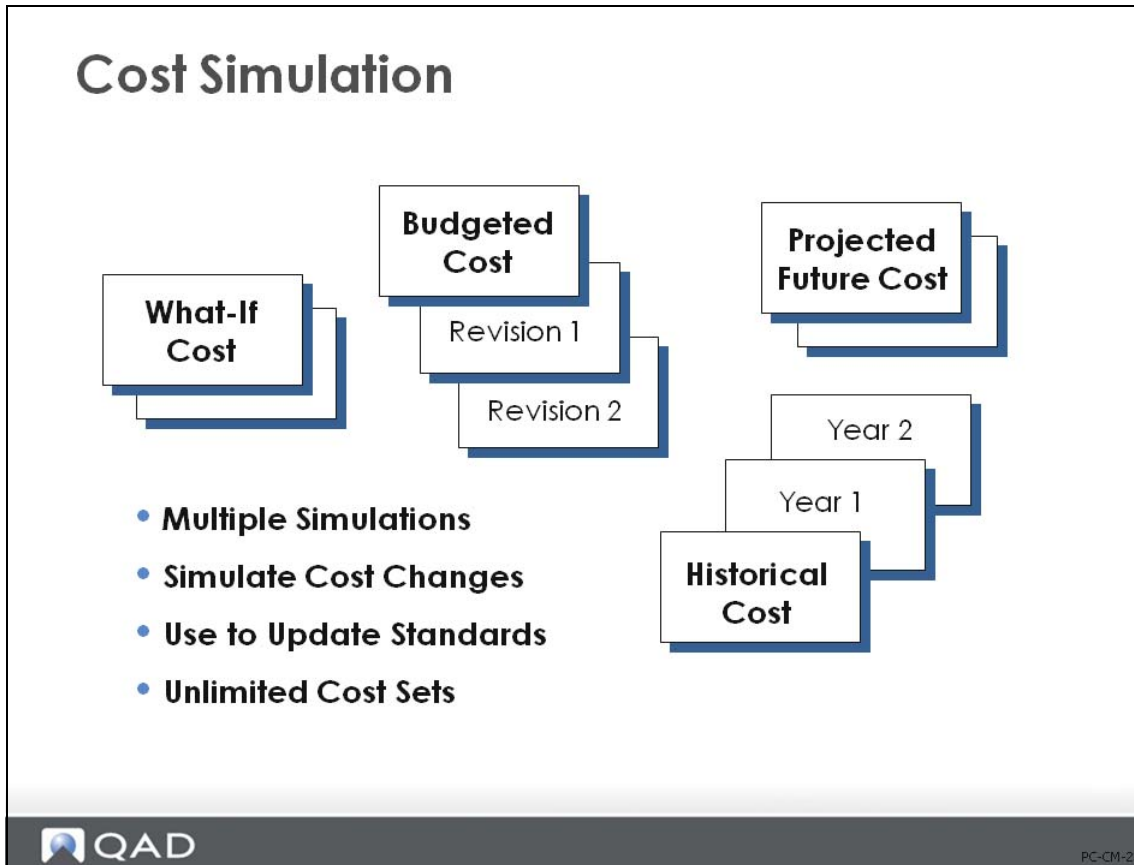 Cost Simulation
What-If
Cost
Budgeted
Cost
Revision 1
Revision 2
Projected
Future Cost
Year 2
Year 1
Historical
Cost
• Multiple Simulations
• Simulate Cost Changes
• Use to Update Standards
• Unlimited Cost Sets
QAD
PC-CM-2